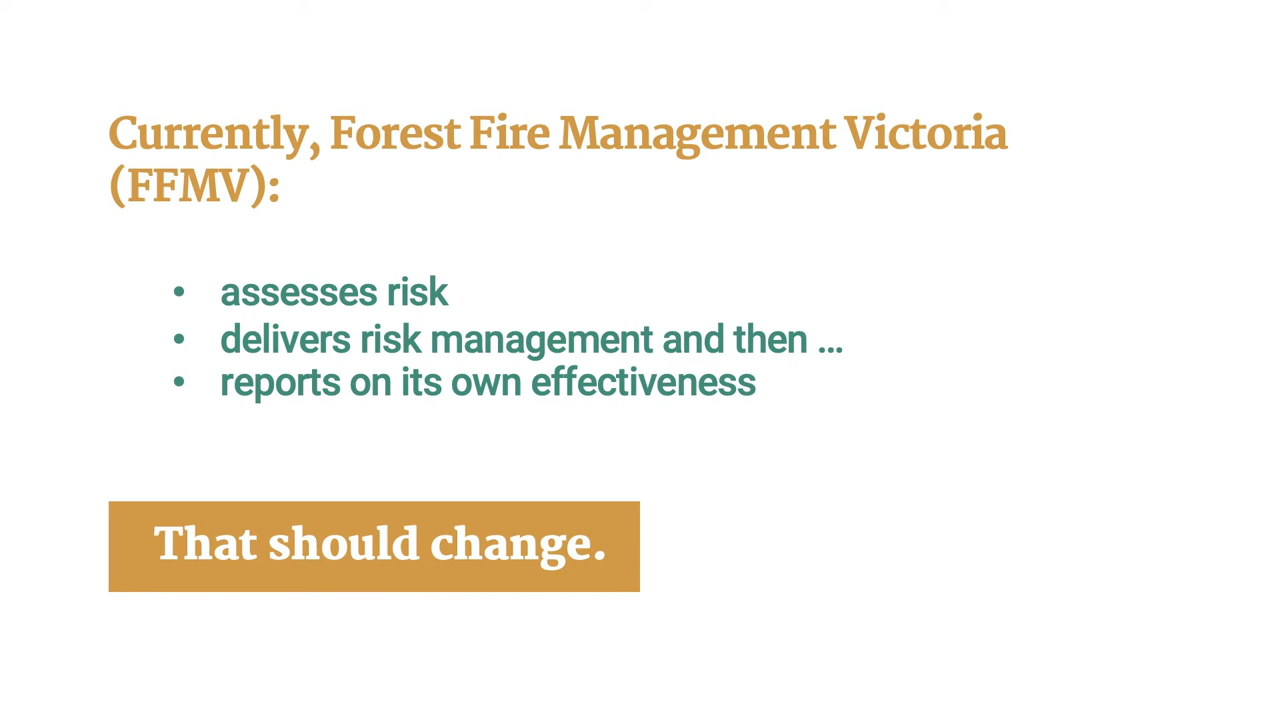 Currently, Forest Fire Management Victoria
(FFMV):
• assesses risk
• delivers risk management and then ...
• reports on its own effectiveness
That should change.